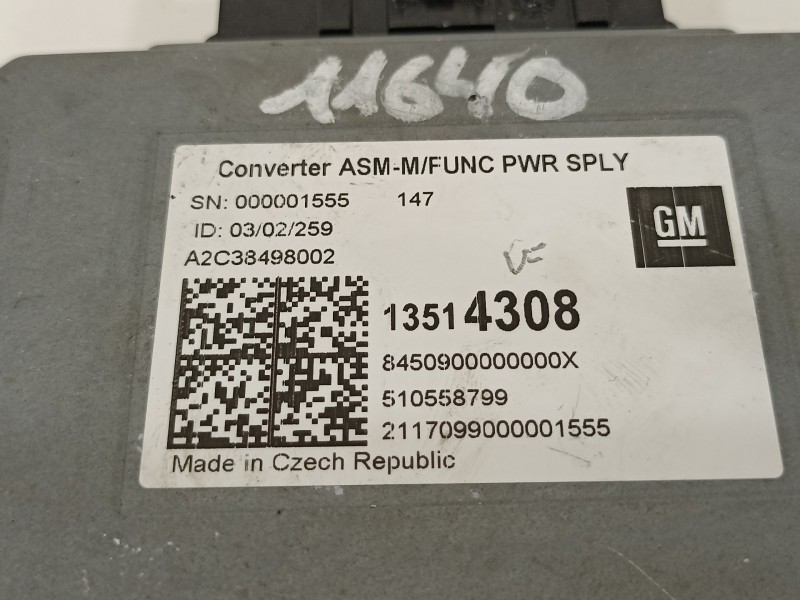 11640
Converter ASM-M/FUNC PWR SPLY
SN: 000001555 147
ID: 03/02/259
A2C38498002
GM
13514308
8450900000000X
510558799
2117099000001555
Made in Czech Republic